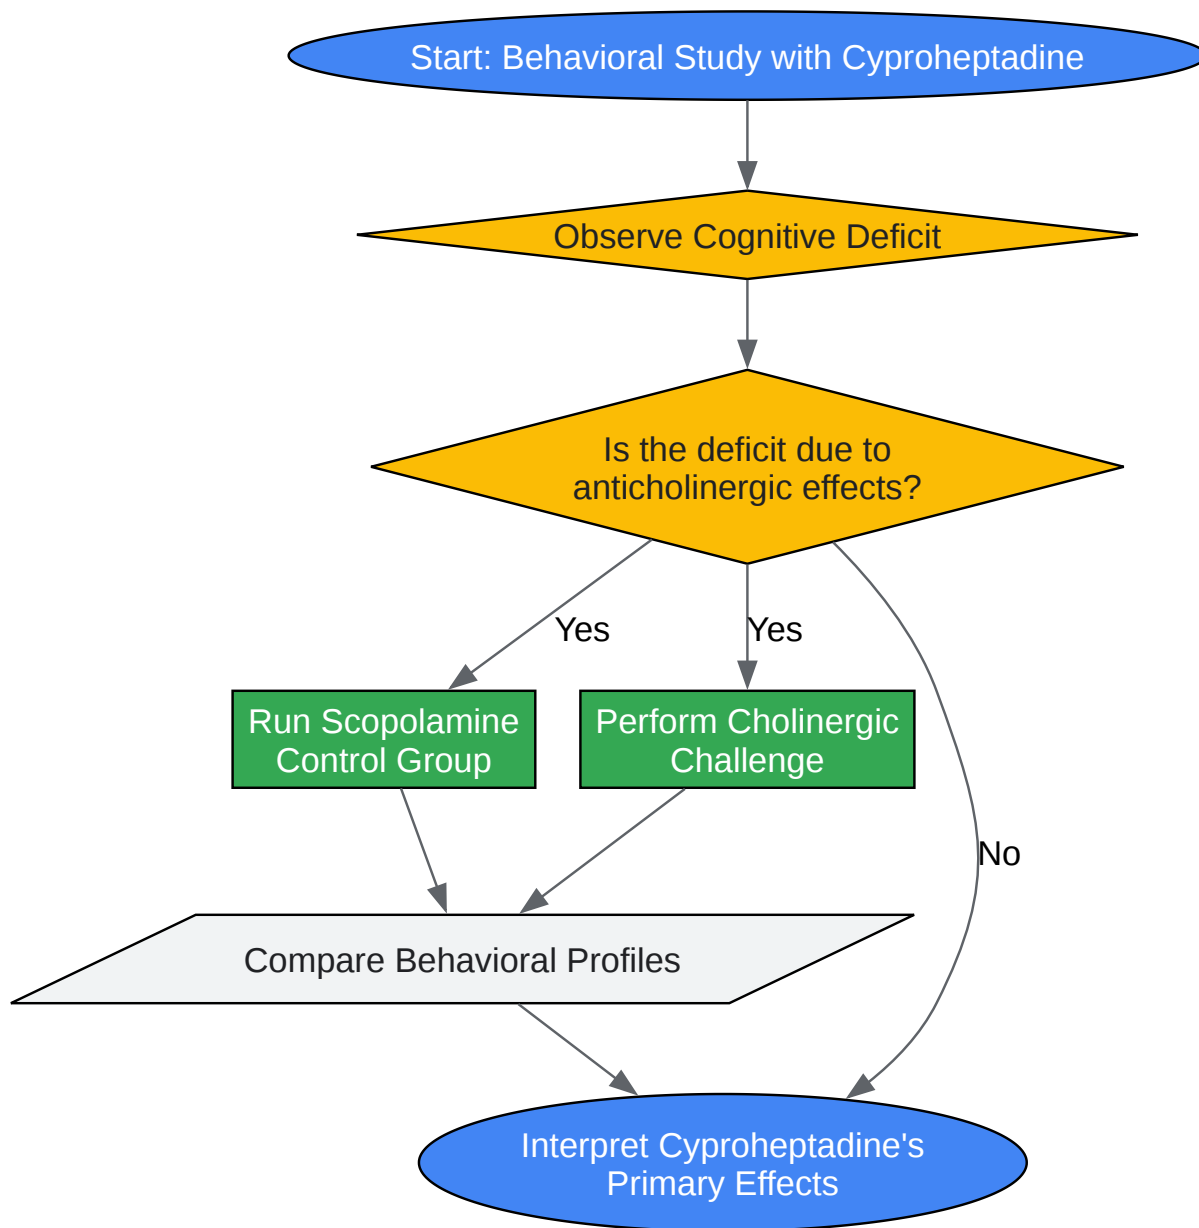 Start: Behavioral Study with Cyproheptadine
Observe Cognitive Deficit
Is the deficit due to
anticholinergic effects?
Yes
Yes
Run Scopolamine
Control Group
Perform Cholinergic
Challenge
No
Compare Behavioral Profiles
Interpret Cyproheptadine's
Primary Effects